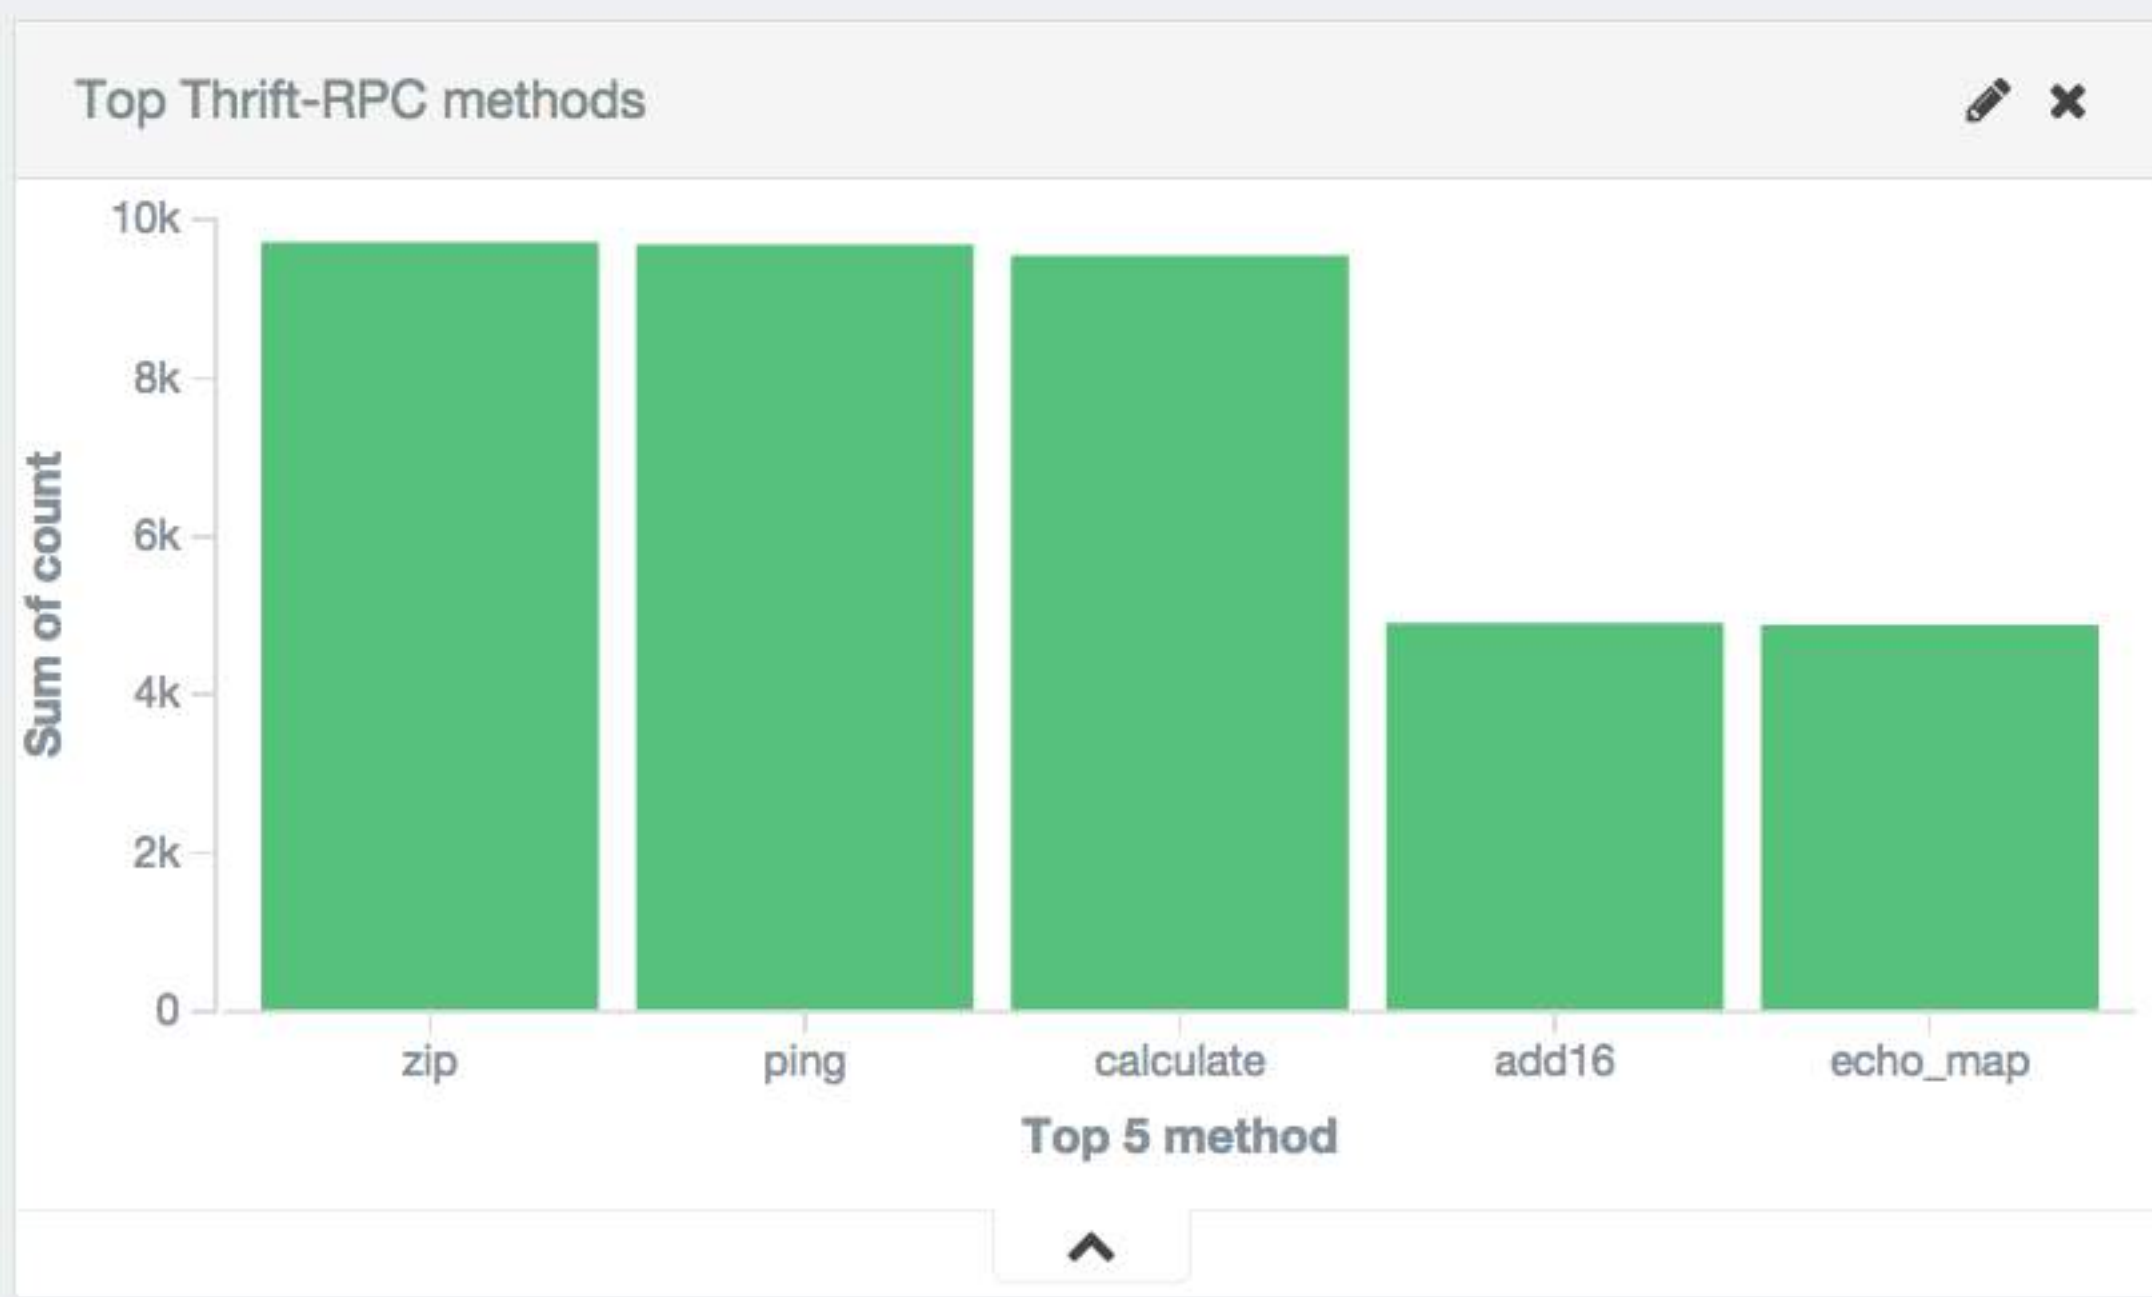 Top Thrift-RPC methods
10k
8k
6k
4k
2k
0
Sum of count
zip ping calculate add16 echo_map
Top 5 method